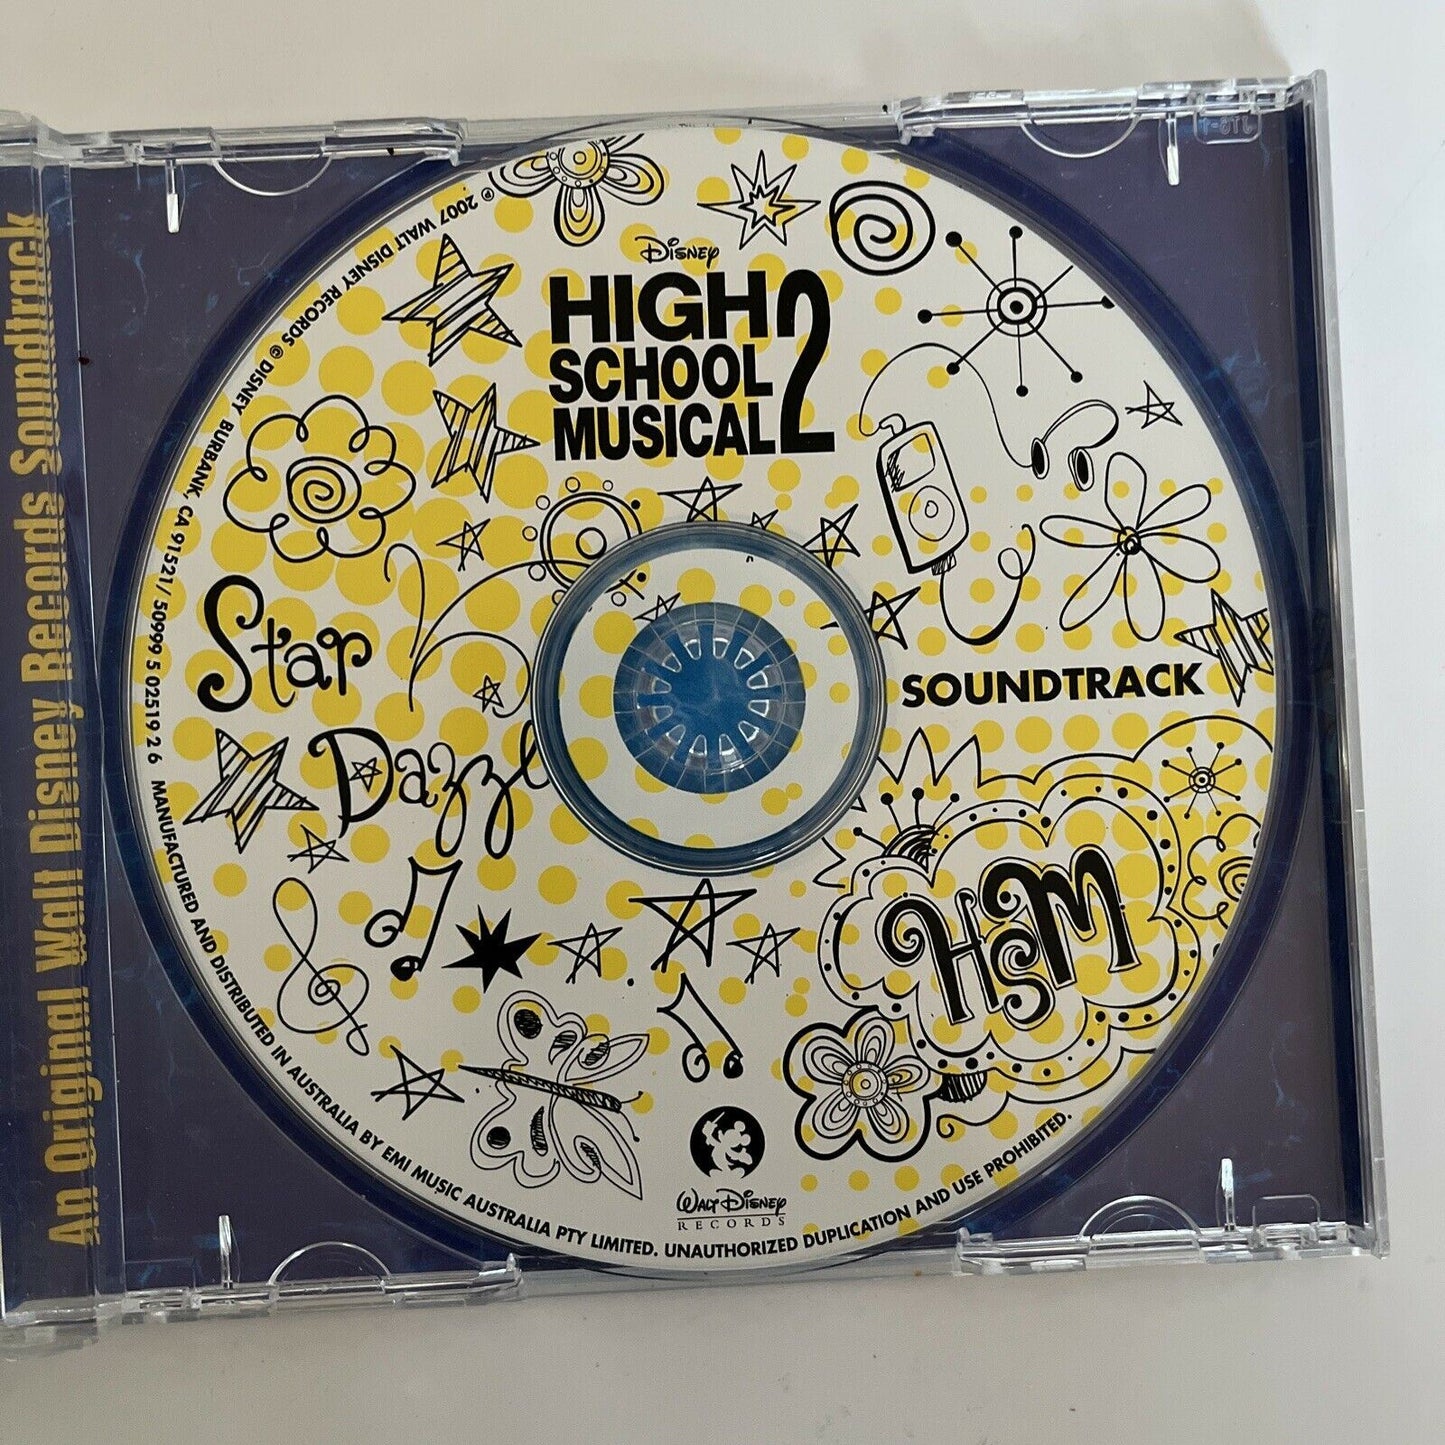 An Original Walt Disney Records Soundtrack
Disney
HIGH
SCHOOL
MUSICAL 2
SOUNDTRACK
Star
Dazzl
HSM
WALT DISNEY
RECORDS
℗ 2007 WALT DISNEY RECORDS © DISNEY BURBANK, CA 91521/ 50999 5 02519 2 6 MANUFACTURED AND DISTRIBUTED IN AUSTRALIA BY EMI MUSIC AUSTRALIA PTY LIMITED. UNAUTHORIZED DUPLICATION AND USE PROHIBITED.